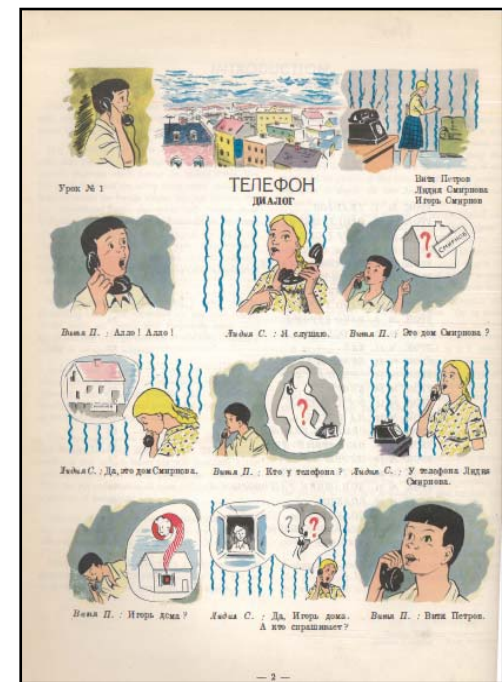 Урок № 1
ТЕЛЕФОН
ДИАЛОГ
Витя Петров
Лидия Смирнова
Игорь Смирнов
СМИРНОВ
Витя П. : Алло! Алло!
Лидия С. : Я слушаю.
Витя П. : Это дом Смирнова?
Лидия С. : Да, это дом Смирнова.
Витя П. : Кто у телефона?
Лидия С. : У телефона Лидия
Смирнова.
Витя П. : Игорь дома?
Лидия С. : Да, Игорь дома.
А кто спрашивает?
Витя П. : Витя Петров.
— 2 —